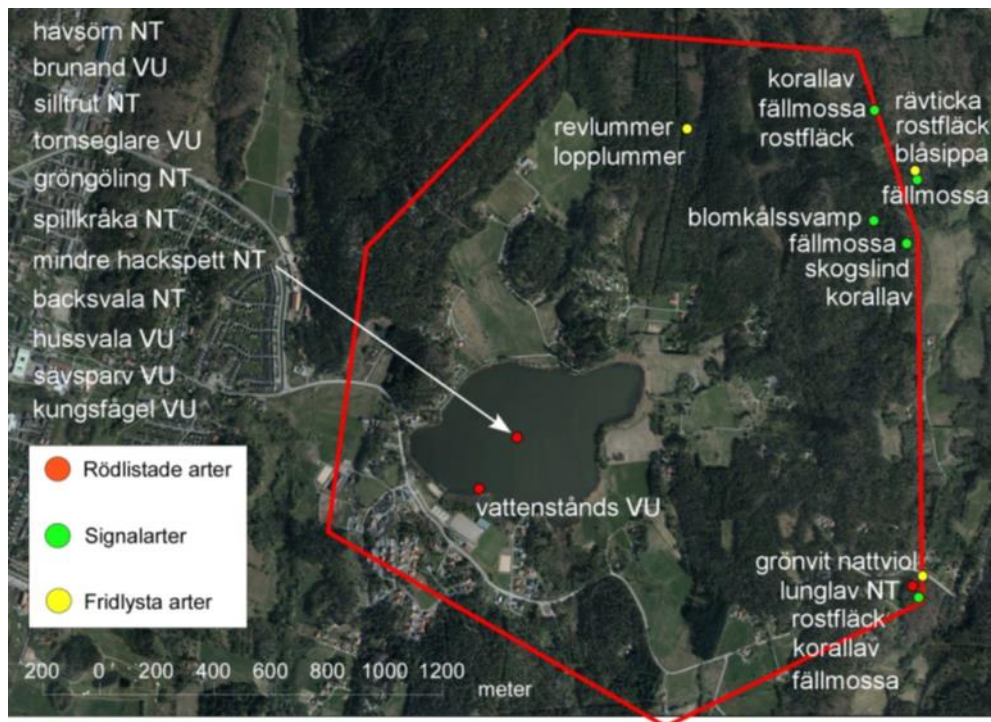 havsörn NT
brunand VU
silltrut NT
tornseglare VU
gröngöling NT
spillkråka NT
mindre hackspett NT
backsvala NT
hussvala VU
sävsparv VU
kungsfågel VU
korallav
fällmossa
rostfläck
rävticka
rostfläck
blåsippa
fällmossa
revlummer
lopplummer
blomkålssvamp
fällmossa
skogslind
korallav
vattenstånds VU
grönvit nattviol
lunglav NT
rostfläck
korallav
fällmossa
Rödlistade arter
Signalarter
Fridlysta arter
200 0 200 400 600 800 1000 1200
meter